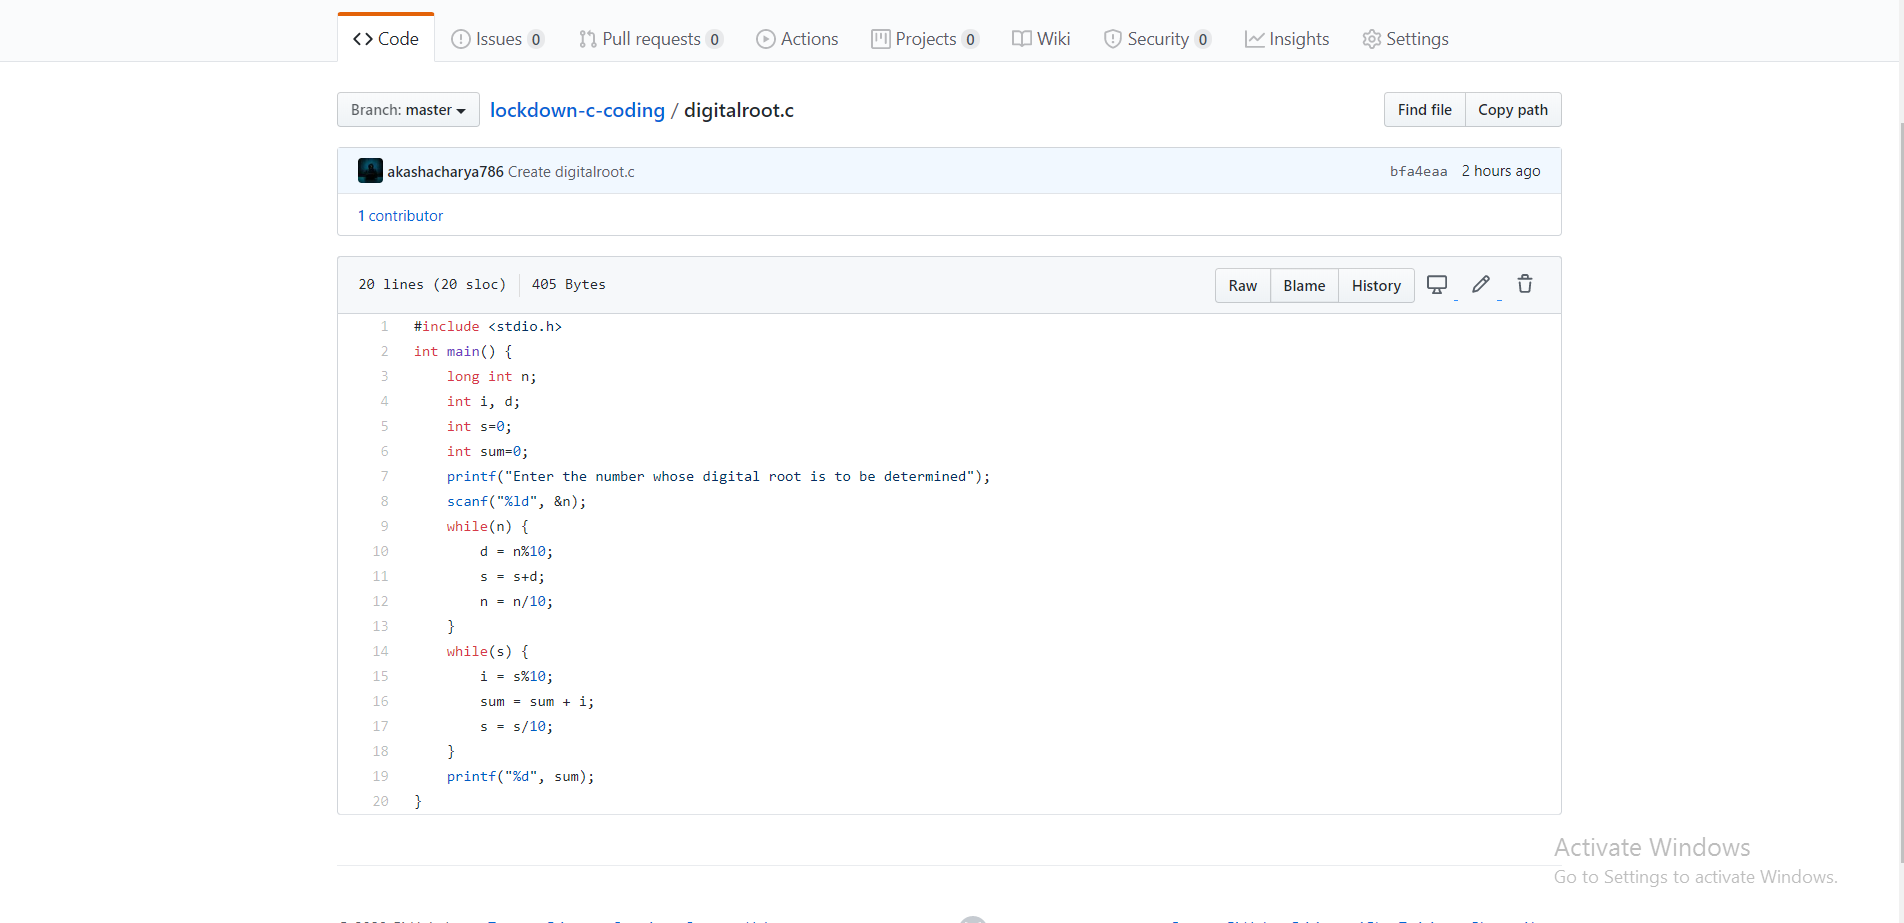 Code Issues 0 Pull requests 0 Actions Projects 0 Wiki Security 0 Insights Settings
Branch: master lockdown-c-coding / digitalroot.c Find file Copy path
akashacharya786 Create digitalroot.c bfa4eaa 2 hours ago
1 contributor
20 lines (20 sloc) 405 Bytes Raw Blame History
1 #include <stdio.h>
2 int main() {
3 long int n;
4 int i, d;
5 int s=0;
6 int sum=0;
7 printf("Enter the number whose digital root is to be determined");
8 scanf("%ld", &n);
9 while(n) {
10 d = n%10;
11 s = s+d;
12 n = n/10;
13 }
14 while(s) {
15 i = s%10;
16 sum = sum + i;
17 s = s/10;
18 }
19 printf("%d", sum);
20 }
Activate Windows
Go to Settings to activate Windows.